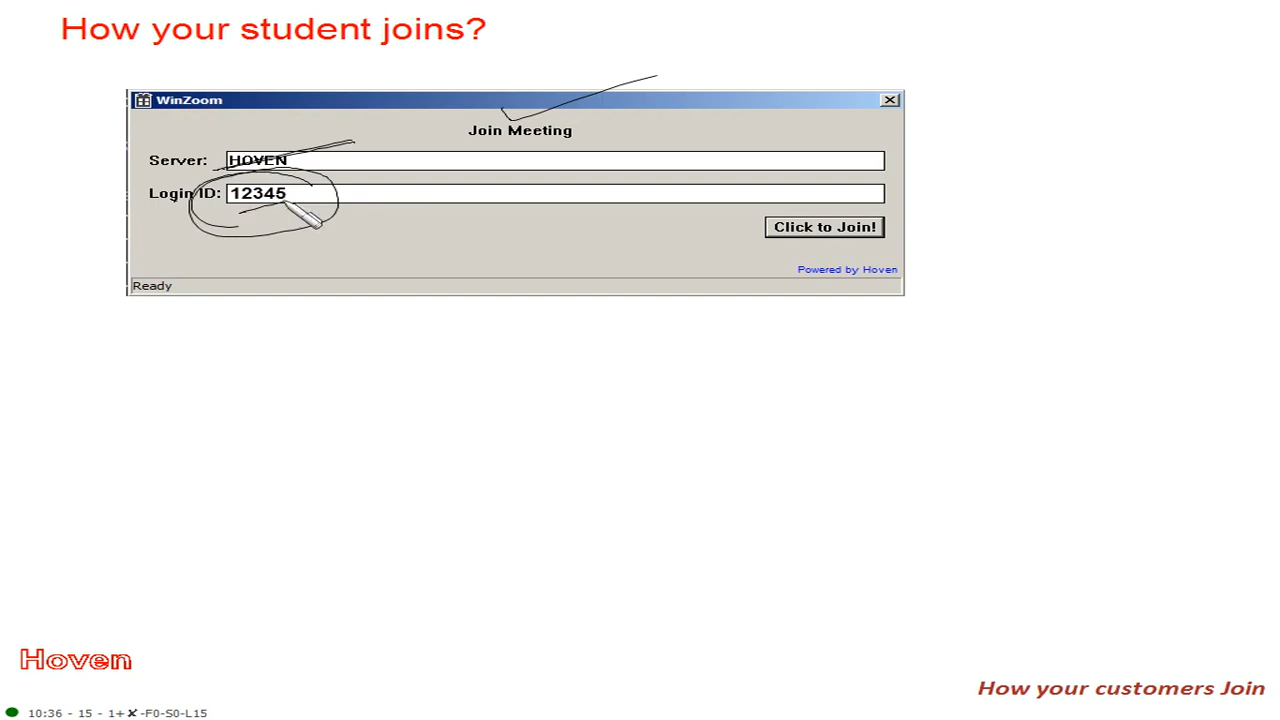 How your student joins?
WinZoom
Join Meeting
Server: HOVEN
Login ID: 12345
Click to Join!
Powered by Hoven
Ready
Hoven
How your customers Join
10:36 - 15 - 1+✗-F0-S0-L15